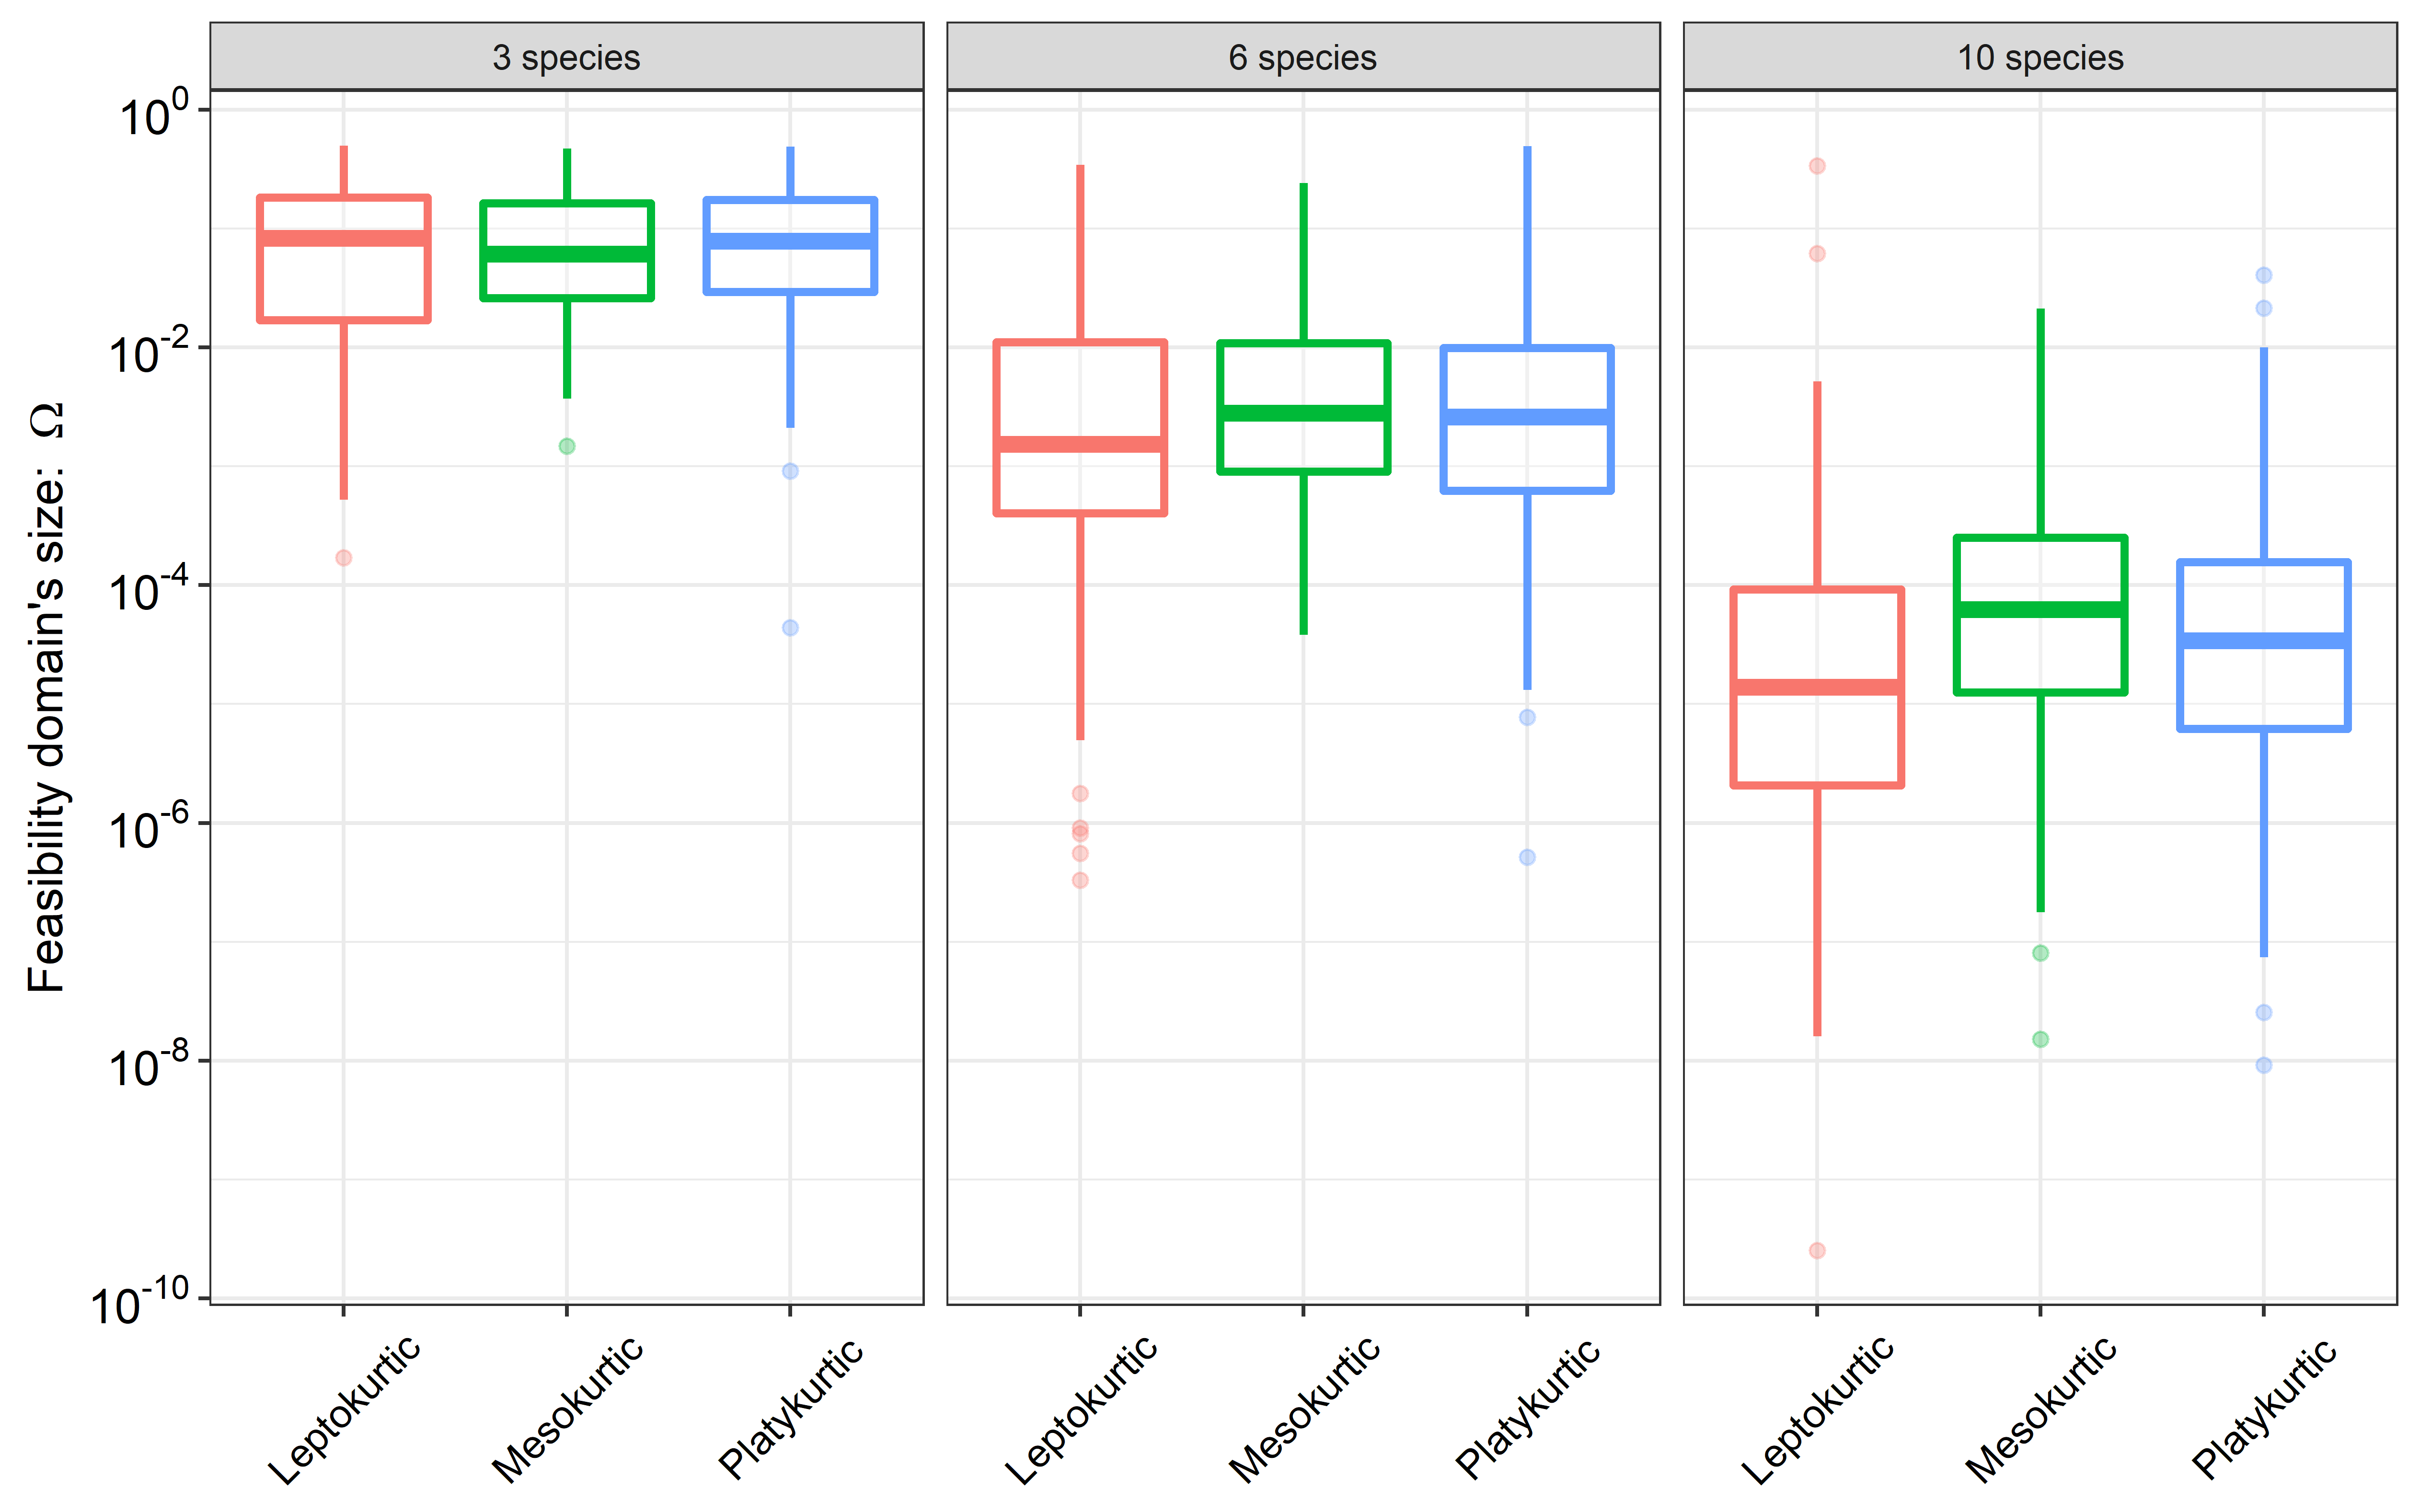 3 species
6 species
10 species
Feasibility domain's size: Ω
10^0
10^-2
10^-4
10^-6
10^-8
10^-10
Leptokurtic
Mesokurtic
Platykurtic
Leptokurtic
Mesokurtic
Platykurtic
Leptokurtic
Mesokurtic
Platykurtic